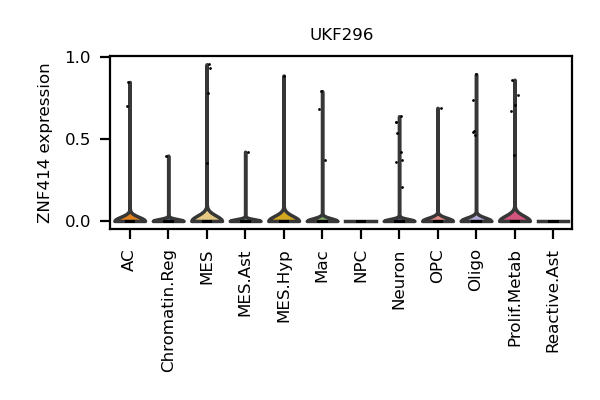 UKF296
ZNF414 expression
1.0
0.5
0.0
AC
Chromatin.Reg
MES
MES.Ast
MES.Hyp
Mac
NPC
Neuron
OPC
Oligo
Prolif.Metab
Reactive.Ast